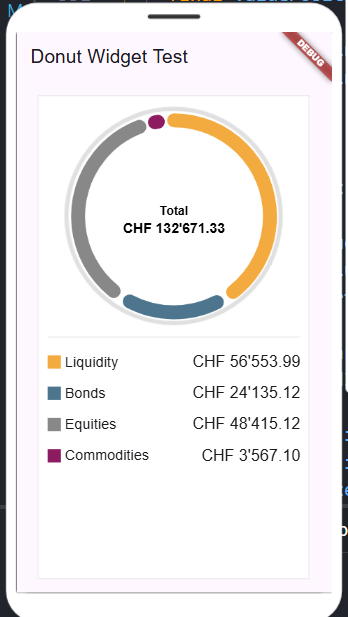 Donut Widget Test
DEBUG
Total
CHF 132'671.33
Liquidity CHF 56'553.99
Bonds CHF 24'135.12
Equities CHF 48'415.12
Commodities CHF 3'567.10